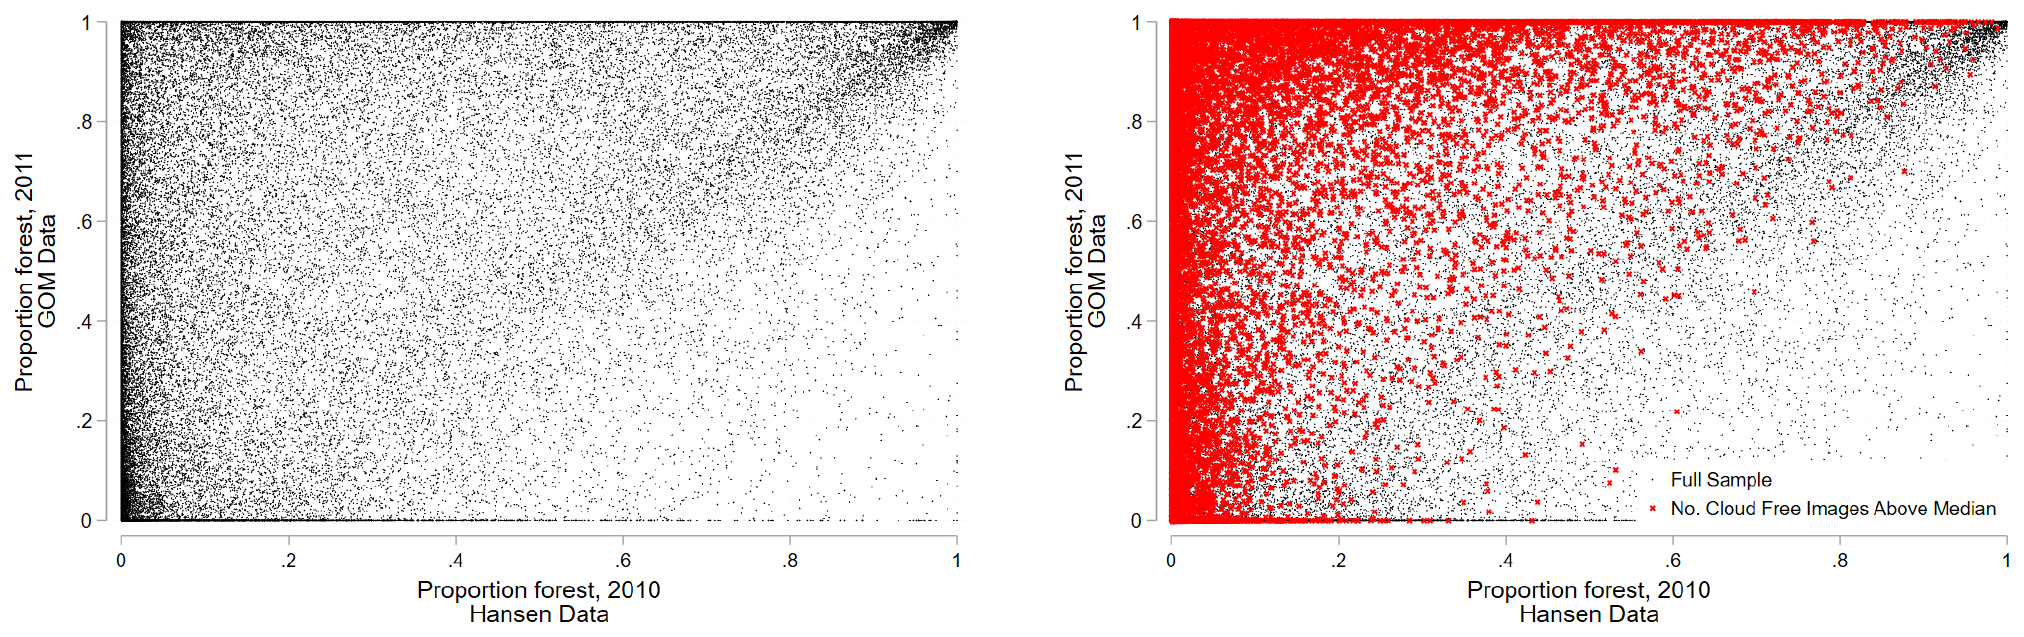 1
.8
.6
.4
.2
0
Proportion forest, 2011
GOM Data
0
.2
.4
.6
.8
1
Proportion forest, 2010
Hansen Data
1
.8
.6
.4
.2
0
Proportion forest, 2011
GOM Data
Full Sample
No. Cloud Free Images Above Median
0
.2
.4
.6
.8
1
Proportion forest, 2010
Hansen Data